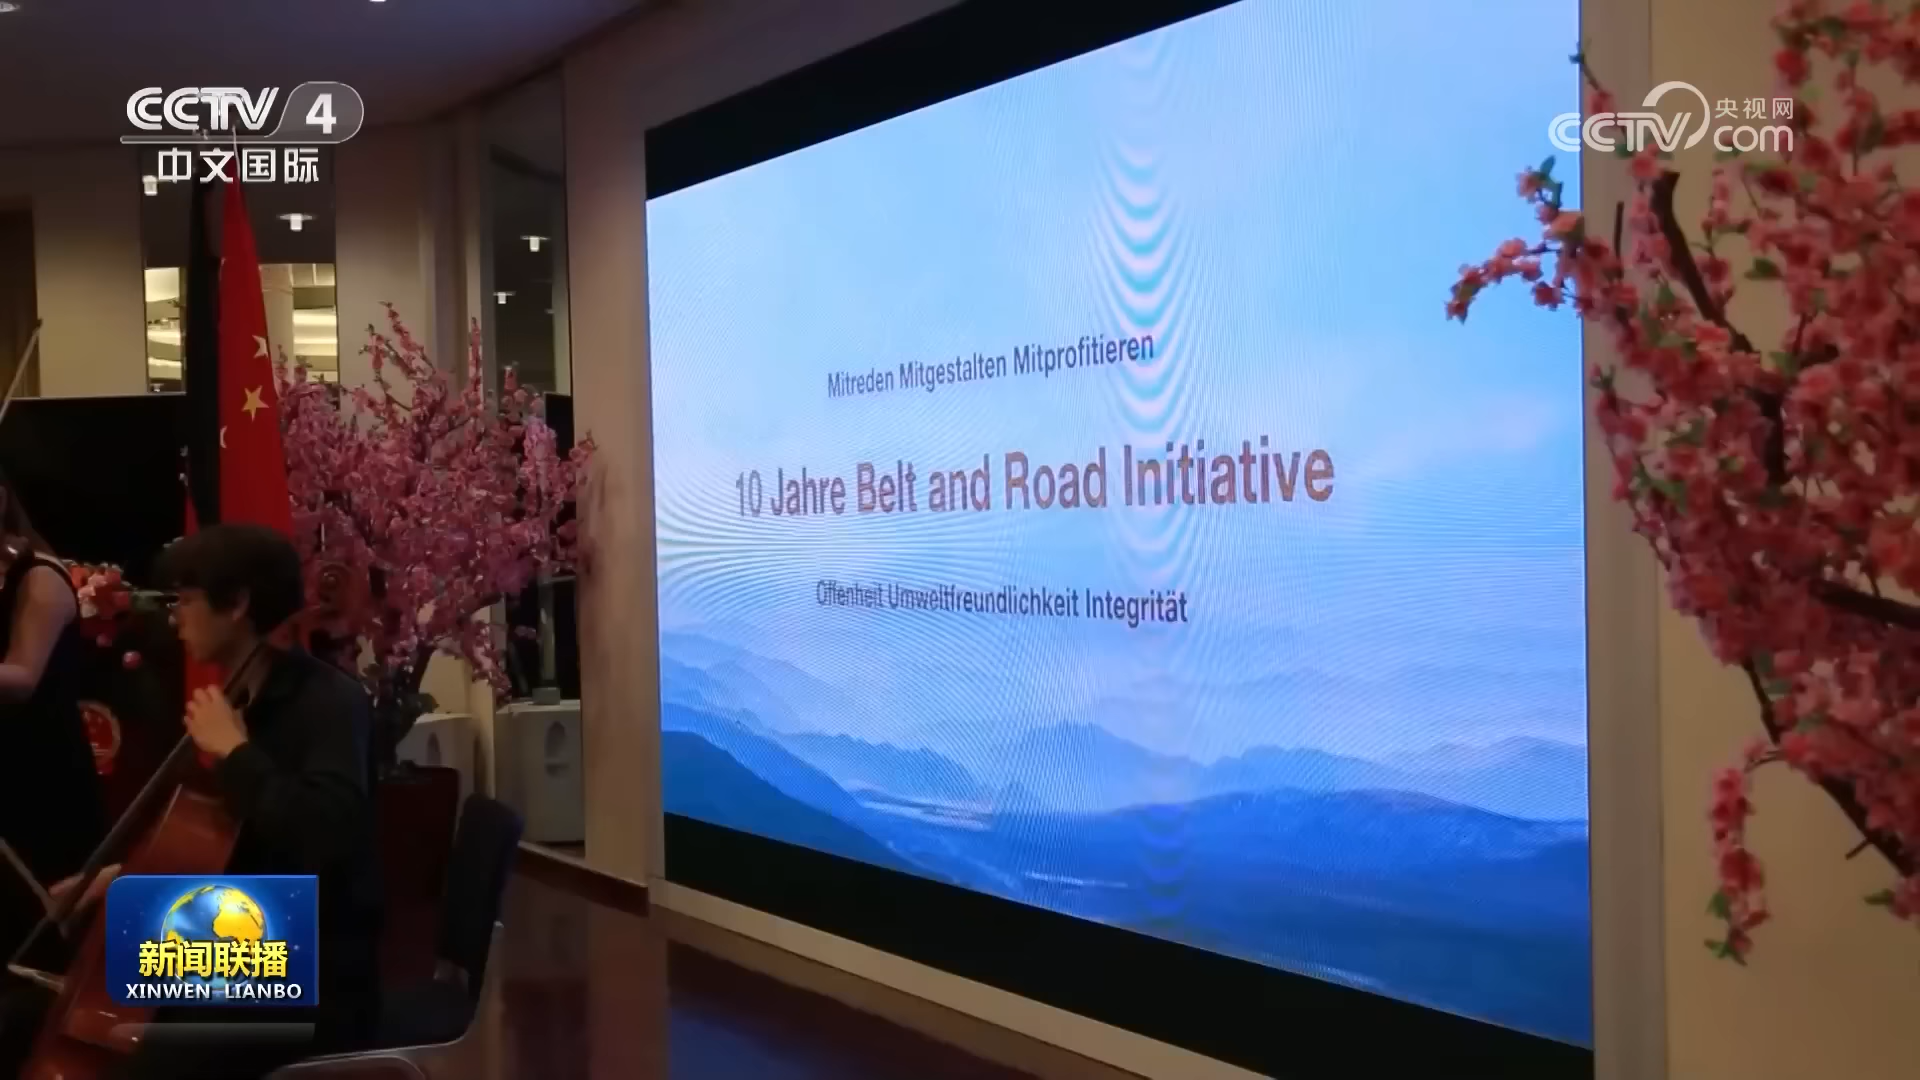 CCTV 4
中文国际
CCTV.com 央视网
Mitreden Mitgestalten Mitprofitieren
10 Jahre Belt and Road Initiative
Offenheit Umweltfreundlichkeit Integrität
新闻联播
XINWEN LIANBO